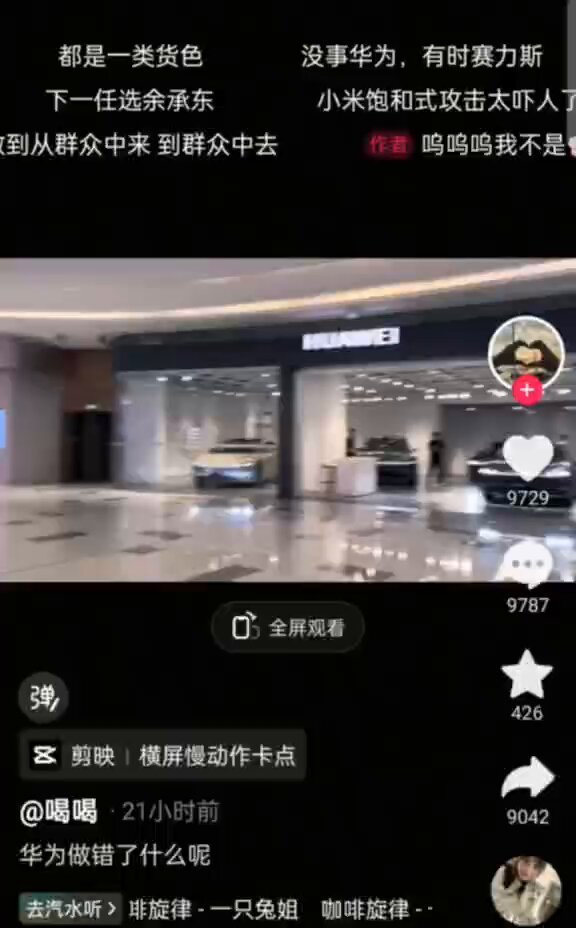 都是一类货色
没事华为，有时赛力斯
下一任选余承东
小米饱和式攻击太吓人了
到从群众中来 到群众中去
作者 呜呜呜我不是
HUAWEI
9729
9787
全屏观看
弹
426
剪映 | 横屏慢动作卡点
@喝喝 · 21小时前
9042
华为做错了什么呢
去汽水听 > 啡旋律 - 一只兔姐 咖啡旋律 - ·